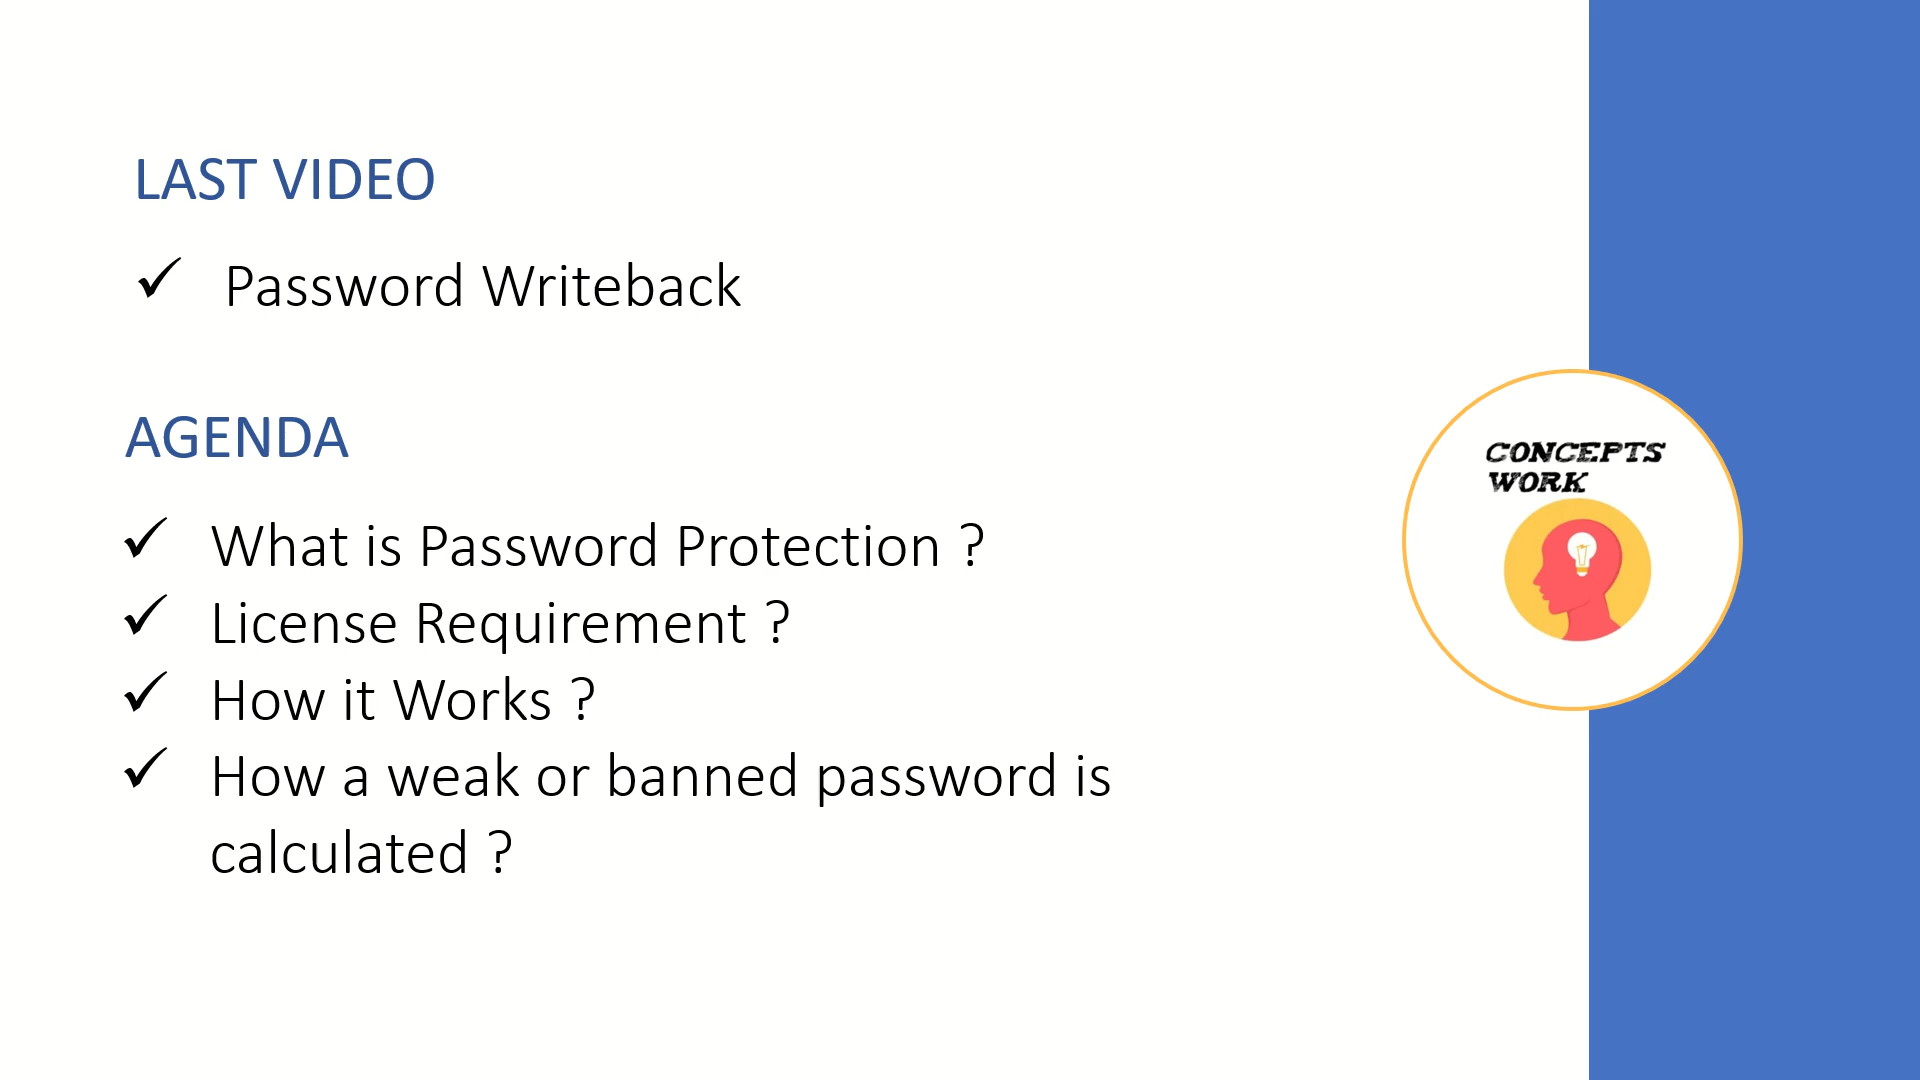 LAST VIDEO
✓ Password Writeback
AGENDA
✓ What is Password Protection ?
✓ License Requirement ?
✓ How it Works ?
✓ How a weak or banned password is
calculated ?
CONCEPTS
WORK